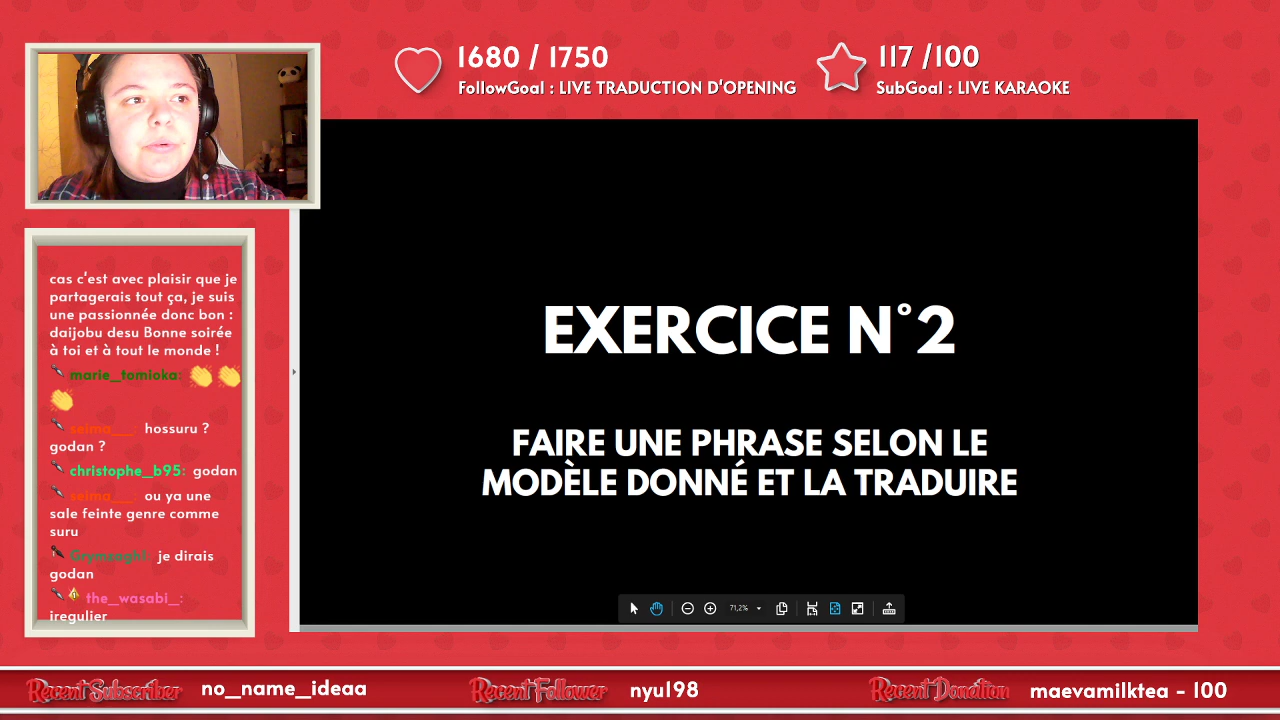 1680 / 1750
FollowGoal : LIVE TRADUCTION D'OPENING
117 /100
SubGoal : LIVE KARAOKE
cas c'est avec plaisir que je
partagerais tout ça, je suis
une passionnée donc bon :
daijobu desu Bonne soirée
à toi et à tout le monde !
marie_tomioka:
seima___: hossuru ?
godan ?
christophe_b95: godan
seima___: ou ya une
sale feinte genre comme
suru
je dirais
godan
the_wasabi_:
iregulier
EXERCICE N°2
FAIRE UNE PHRASE SELON LE
MODÈLE DONNÉ ET LA TRADUIRE
71,2%
Recent Subscriber
no_name_ideaa
Recent Follower
nyu198
Recent Donation
maevamilktea - 100